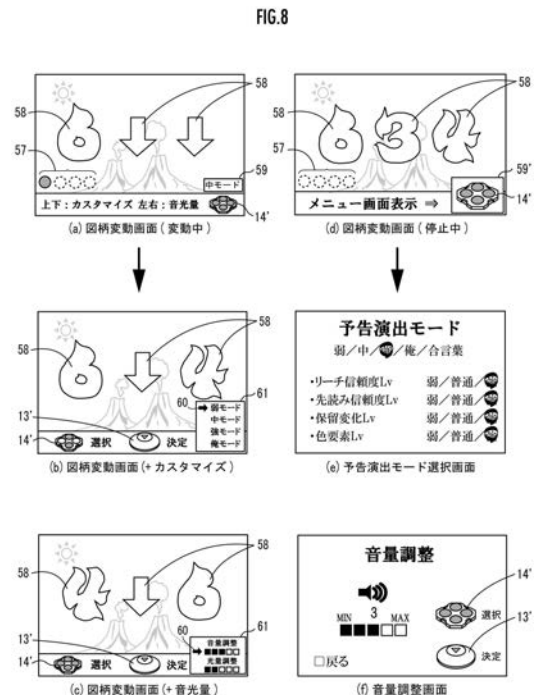 FIG.8
58
58
57
59
中モード
上下：カスタマイズ 左右：音光量
14'
(a) 図柄変動画面（変動中）
58
58
57
59'
メニュー画面表示 ⇒
14'
(d) 図柄変動画面（停止中）
58
58
60
61
弱モード
中モード
強モード
俺モード
13'
14'
選択
決定
(b) 図柄変動画面（+ カスタマイズ）
予告演出モード
弱／中／強／俺／合言葉
・リーチ信頼度Lv 弱／普通／強
・先読み信頼度Lv 弱／普通／強
・保留変化Lv 弱／普通／強
・色要素Lv 弱／普通／強
(e) 予告演出モード選択画面
58
58
60
61
音量調整
光量調整
13'
14'
選択
決定
(c) 図柄変動画面（+ 音光量）
音量調整
3
MIN MAX
14'
選択
13'
決定
□戻る
(f) 音量調整画面